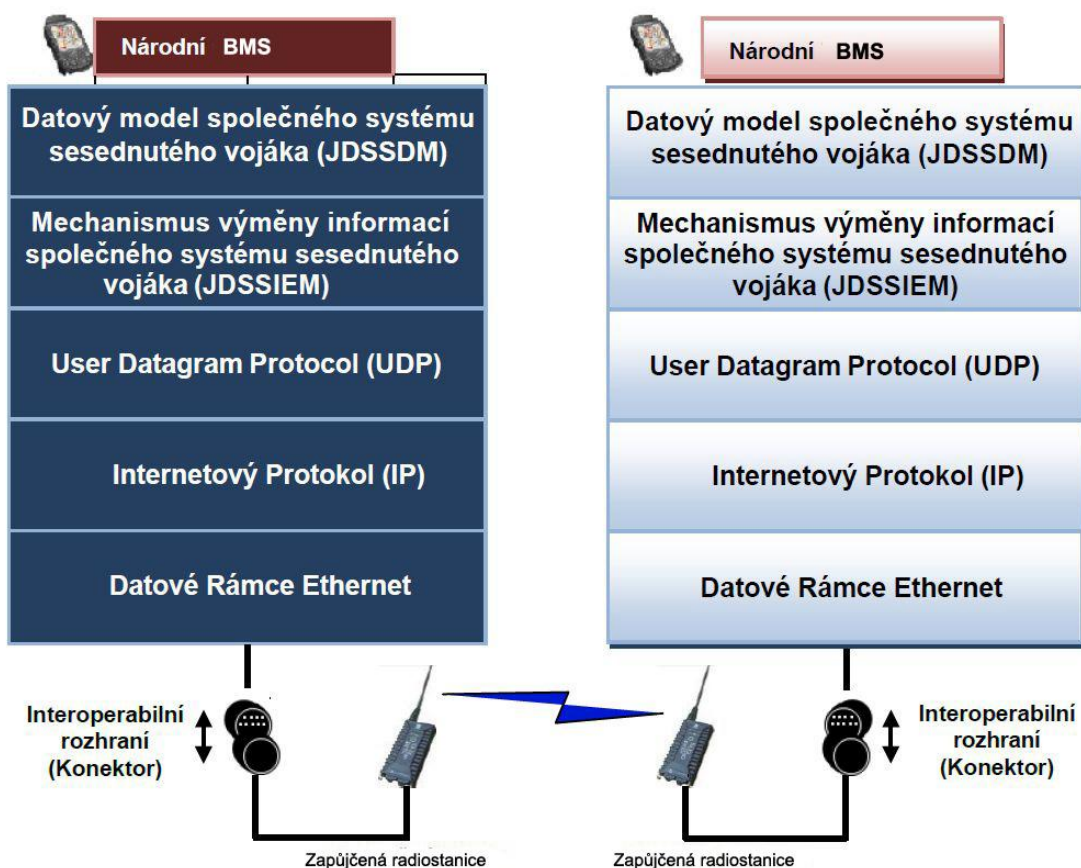 Národní BMS
Datový model společného systému
sesednutého vojáka (JDSSDM)
Mechanismus výměny informací
společného systému sesednutého
vojáka (JDSSIEM)
User Datagram Protocol (UDP)
Internetový Protokol (IP)
Datové Rámce Ethernet
Interoperabilní
rozhraní
(Konektor)
Zapůjčená radiostanice
Národní BMS
Datový model společného systému
sesednutého vojáka (JDSSDM)
Mechanismus výměny informací
společného systému sesednutého
vojáka (JDSSIEM)
User Datagram Protocol (UDP)
Internetový Protokol (IP)
Datové Rámce Ethernet
Interoperabilní
rozhraní
(Konektor)
Zapůjčená radiostanice